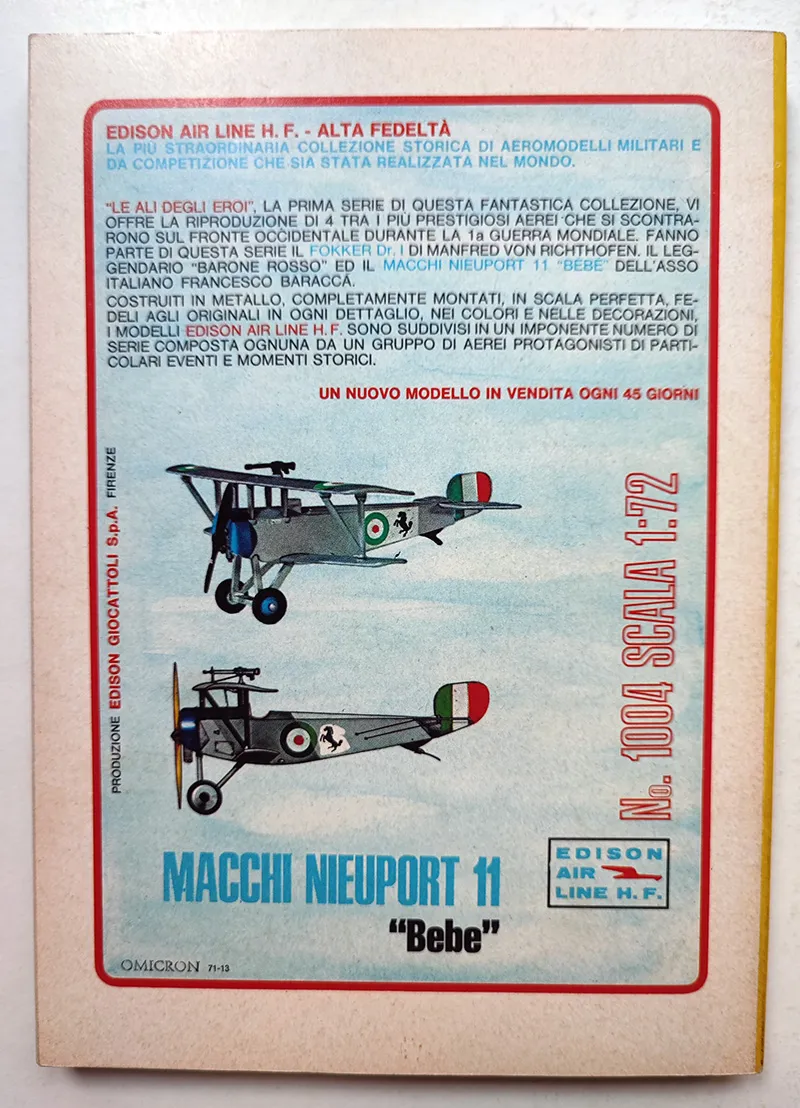 EDISON AIR LINE H. F. - ALTA FEDELTÀ
LA PIÙ STRAORDINARIA COLLEZIONE STORICA DI AEROMODELLI MILITARI E
DA COMPETIZIONE CHE SIA STATA REALIZZATA NEL MONDO.
"LE ALI DEGLI EROI", LA PRIMA SERIE DI QUESTA FANTASTICA COLLEZIONE, VI
OFFRE LA RIPRODUZIONE DI 4 TRA I PIÙ PRESTIGIOSI AEREI CHE SI SCONTRA-
RONO SUL FRONTE OCCIDENTALE DURANTE LA 1a GUERRA MONDIALE. FANNO
PARTE DI QUESTA SERIE IL FOKKER Dr. I DI MANFRED VON RICHTHOFEN. IL LEG-
GENDARIO "BARONE ROSSO" ED IL MACCHI NIEUPORT 11 "BÉBÉ" DELL'ASSO
ITALIANO FRANCESCO BARACCA.
COSTRUITI IN METALLO, COMPLETAMENTE MONTATI, IN SCALA PERFETTA, FE-
DELI AGLI ORIGINALI IN OGNI DETTAGLIO, NEI COLORI E NELLE DECORAZIONI,
I MODELLI EDISON AIR LINE H. F. SONO SUDDIVISI IN UN IMPONENTE NUMERO DI
SERIE COMPOSTA OGNUNA DA UN GRUPPO DI AEREI PROTAGONISTI DI PARTI-
COLARI EVENTI E MOMENTI STORICI.
UN NUOVO MODELLO IN VENDITA OGNI 45 GIORNI
PRODUZIONE EDISON GIOCATTOLI S.p.A. FIRENZE
No. 1004 SCALA 1:72
MACCHI NIEUPORT 11
"Bebe"
EDISON
AIR
LINE H. F.
OMICRON 71-13